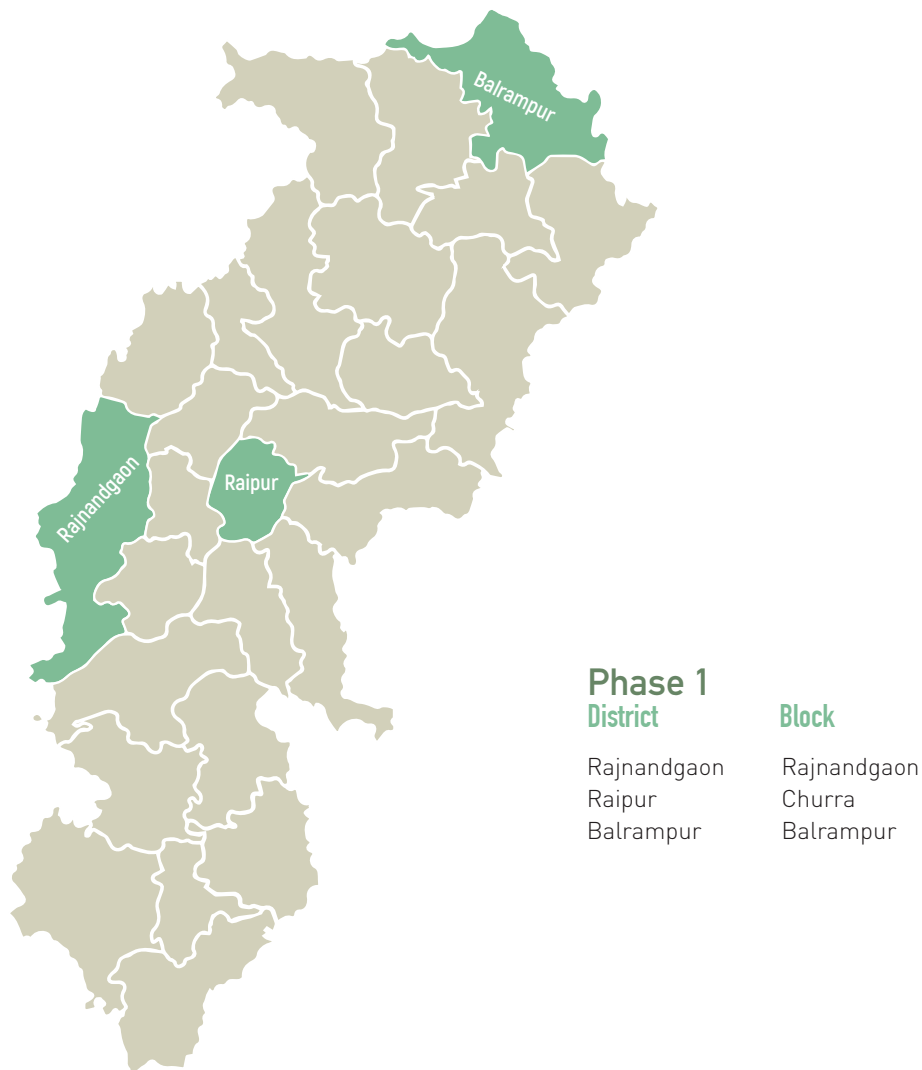 Balrampur
Raipur
Rajnandgaon
Phase 1
District Block
Rajnandgaon Rajnandgaon
Raipur Churra
Balrampur Balrampur